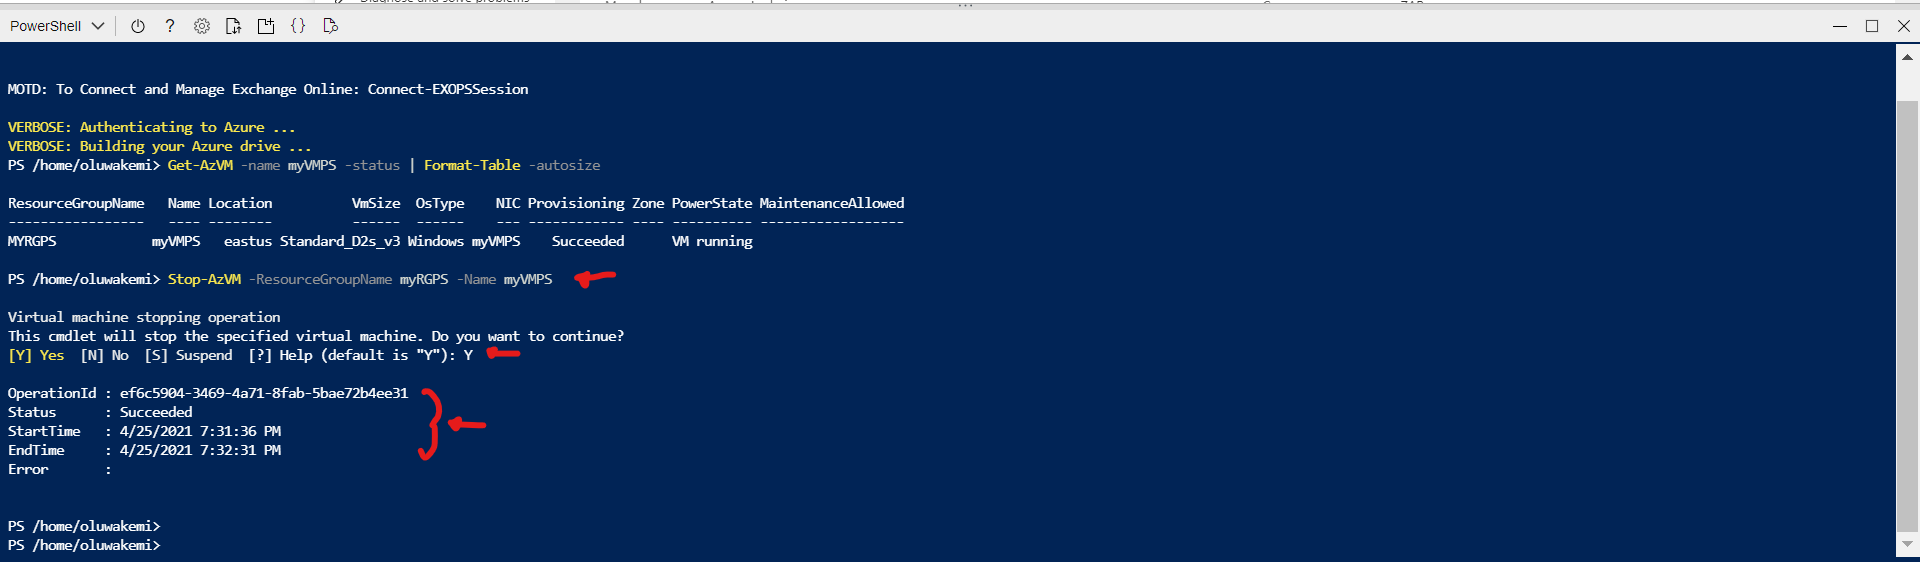 PowerShell
MOTD: To Connect and Manage Exchange Online: Connect-EXOPSSession
VERBOSE: Authenticating to Azure ...
VERBOSE: Building your Azure drive ...
PS /home/oluwakemi> Get-AzVM -name myVMPS -status | Format-Table -autosize
ResourceGroupName   Name Location          VmSize  OsType    NIC Provisioning Zone PowerState MaintenanceAllowed
-----------------   ---- --------          ------  ------    --- ------------ ---- ---------- ------------------
MYRGPS            myVMPS   eastus Standard_D2s_v3 Windows myVMPS    Succeeded      VM running
PS /home/oluwakemi> Stop-AzVM -ResourceGroupName myRGPS -Name myVMPS
Virtual machine stopping operation
This cmdlet will stop the specified virtual machine. Do you want to continue?
[Y] Yes  [N] No  [S] Suspend  [?] Help (default is "Y"): Y
OperationId : ef6c5904-3469-4a71-8fab-5bae72b4ee31
Status      : Succeeded
StartTime   : 4/25/2021 7:31:36 PM
EndTime     : 4/25/2021 7:32:31 PM
Error       :
PS /home/oluwakemi>
PS /home/oluwakemi>